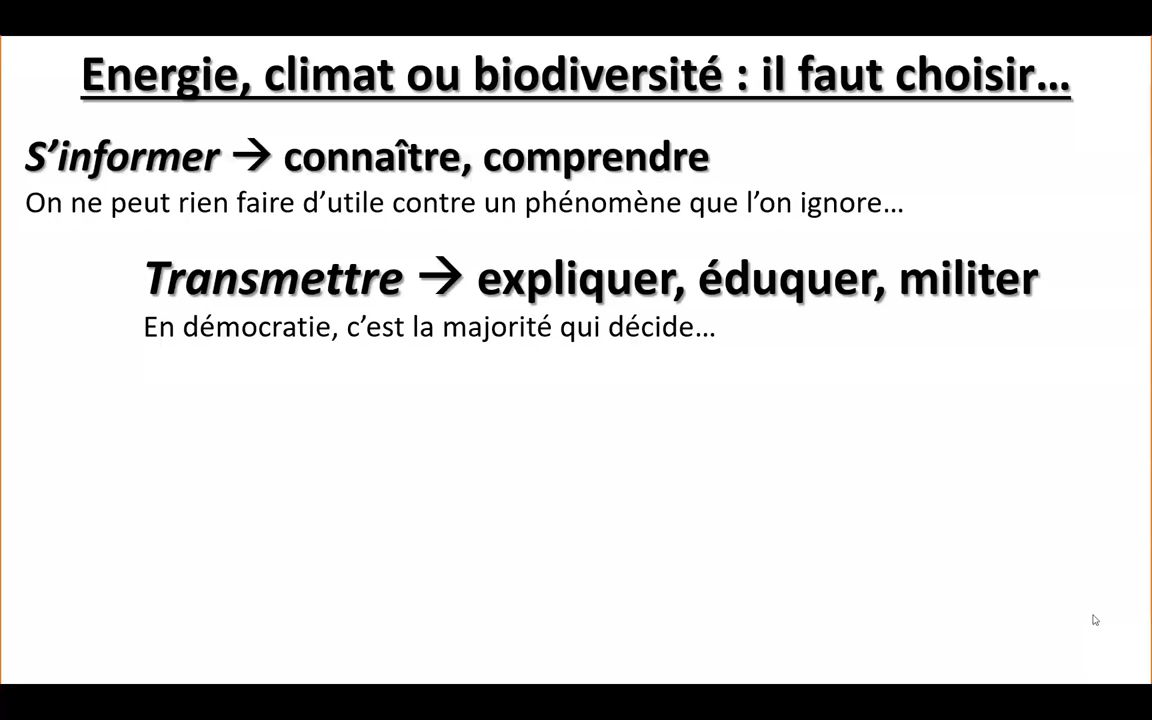 Energie, climat ou biodiversité : il faut choisir…
S’informer → connaître, comprendre
On ne peut rien faire d’utile contre un phénomène que l’on ignore…
Transmettre → expliquer, éduquer, militer
En démocratie, c’est la majorité qui décide…